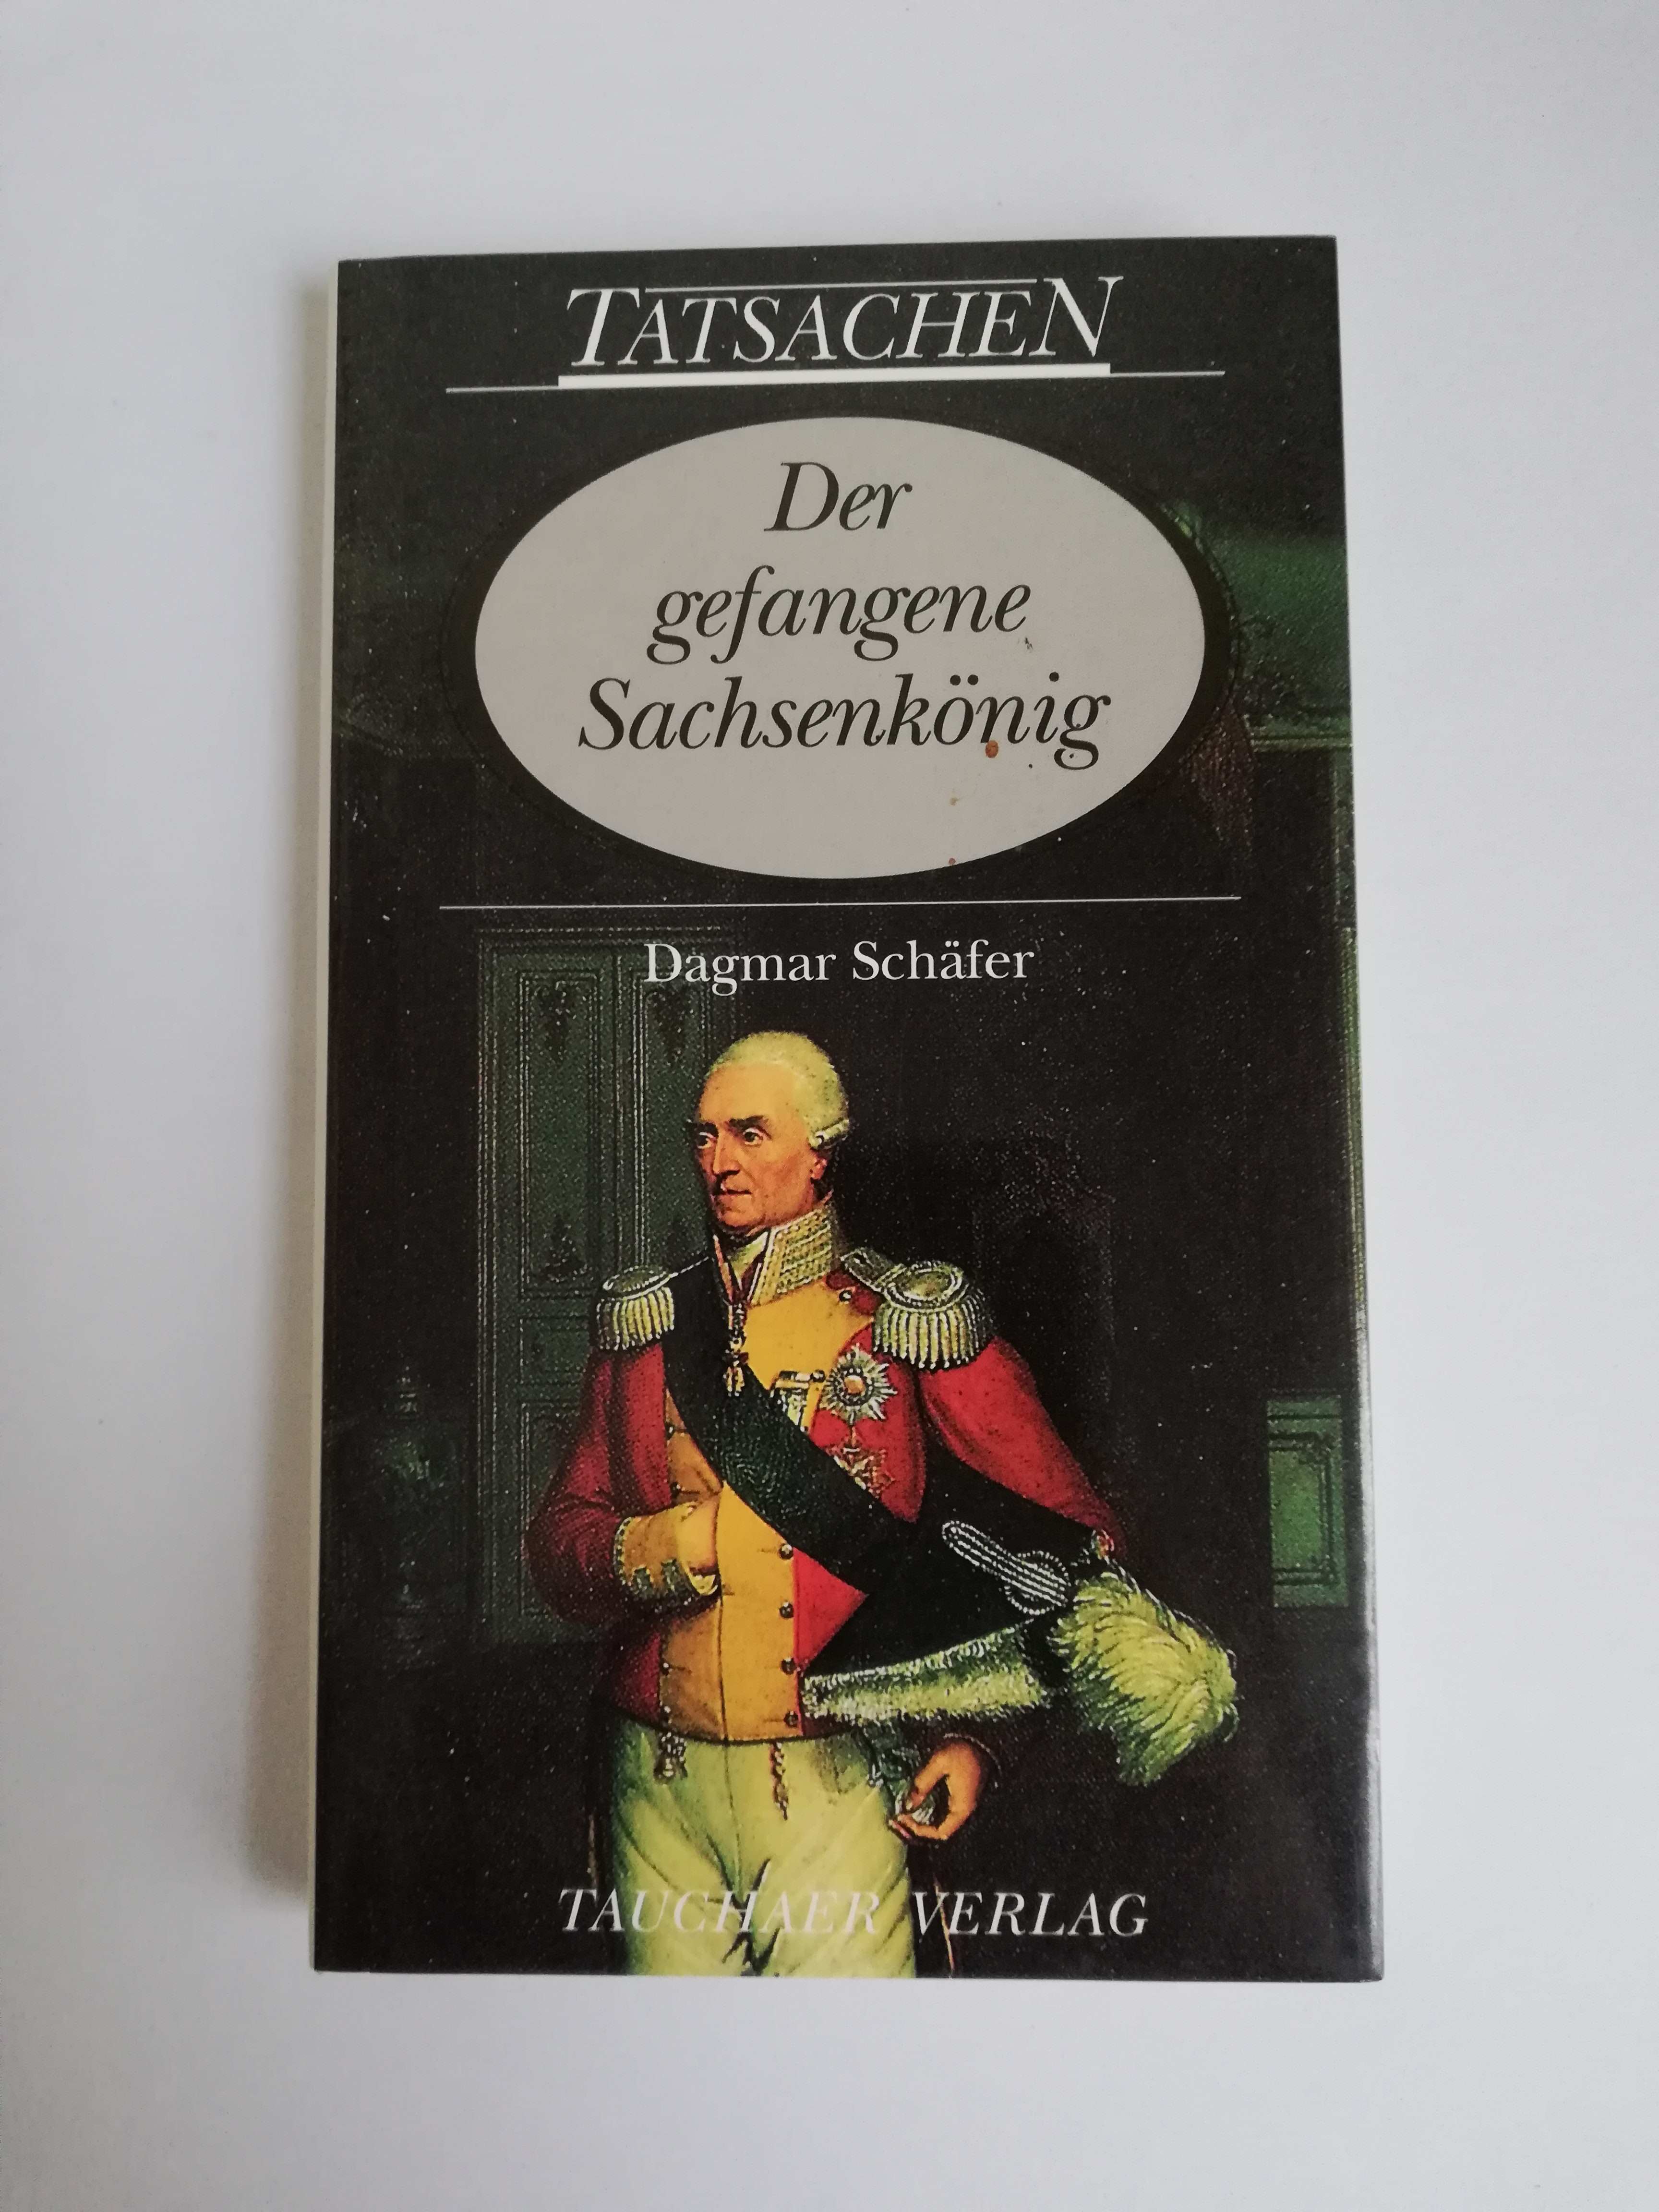 TATSACHEN
Der
gefangene
Sachsenkönig
Dagmar Schäfer
TAUCHAER VERLAG